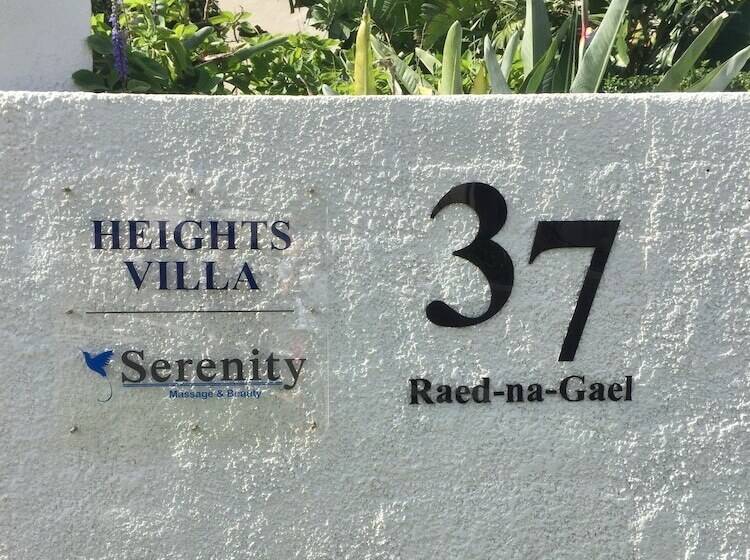 HEIGHTS
VILLA
Serenity
Massage & Beauty
37
Raed-na-Gael